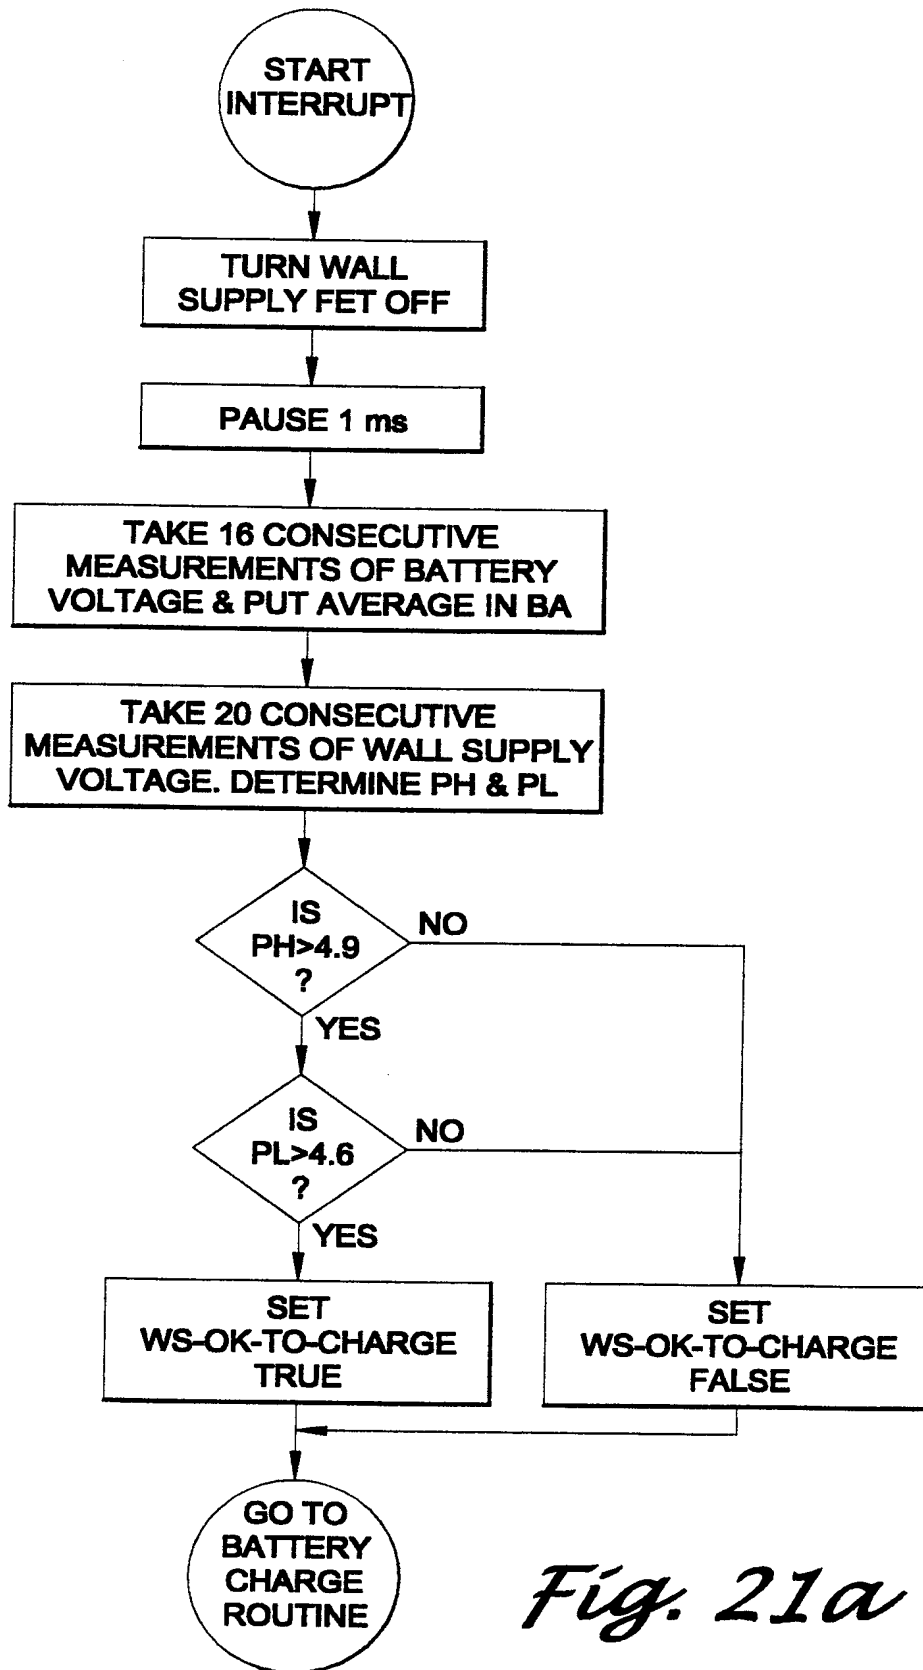 START
INTERRUPT
TURN WALL
SUPPLY FET OFF
PAUSE 1 ms
TAKE 16 CONSECUTIVE
MEASUREMENTS OF BATTERY
VOLTAGE & PUT AVERAGE IN BA
TAKE 20 CONSECUTIVE
MEASUREMENTS OF WALL SUPPLY
VOLTAGE. DETERMINE PH & PL
IS
PH>4.9
?
NO
YES
IS
PL>4.6
?
NO
YES
SET
WS-OK-TO-CHARGE
TRUE
SET
WS-OK-TO-CHARGE
FALSE
GO TO
BATTERY
CHARGE
ROUTINE
Fig. 21a